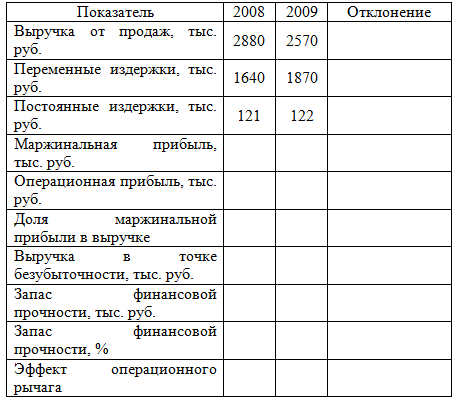 Показатель 2008 2009 Отклонение
Выручка от продаж, тыс.
руб. 2880 2570
Переменные издержки, тыс.
руб. 1640 1870
Постоянные издержки, тыс.
руб. 121 122
Маржинальная прибыль,
тыс. руб.
Операционная прибыль, тыс.
руб.
Доля маржинальной
прибыли в выручке
Выручка в точке
безубыточности, тыс. руб.
Запас финансовой
прочности, тыс. руб.
Запас финансовой
прочности, %
Эффект операционного
рычага